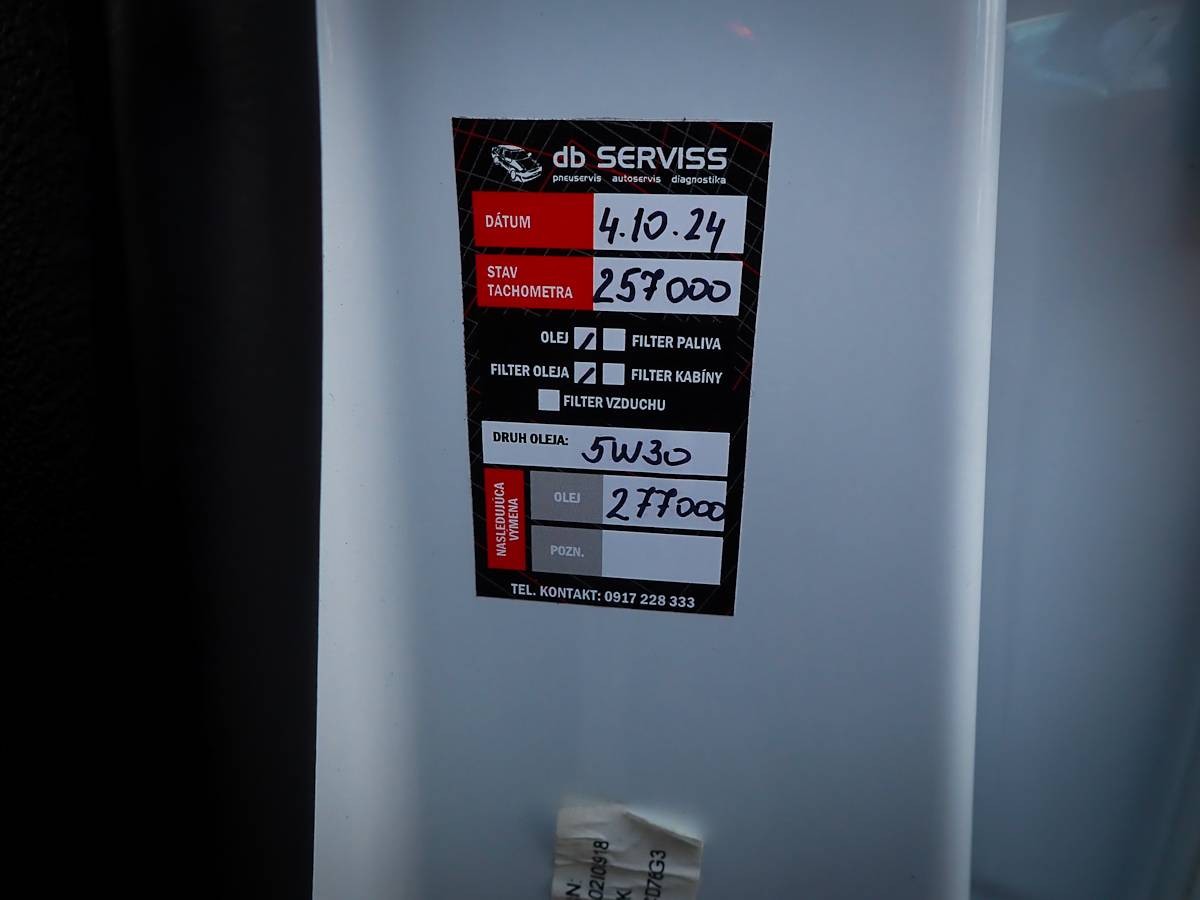 db SERVISS
pneuservis autoservis diagnostika
DÁTUM 4.10.24
STAV TACHOMETRA 257000
OLEJ FILTER PALIVA
FILTER OLEJA FILTER KABÍNY
FILTER VZDUCHU
DRUH OLEJA: 5W30
NASLEDUJÚCA VÝMENA
OLEJ 277000
POZN.
TEL. KONTAKT: 0917 228 333